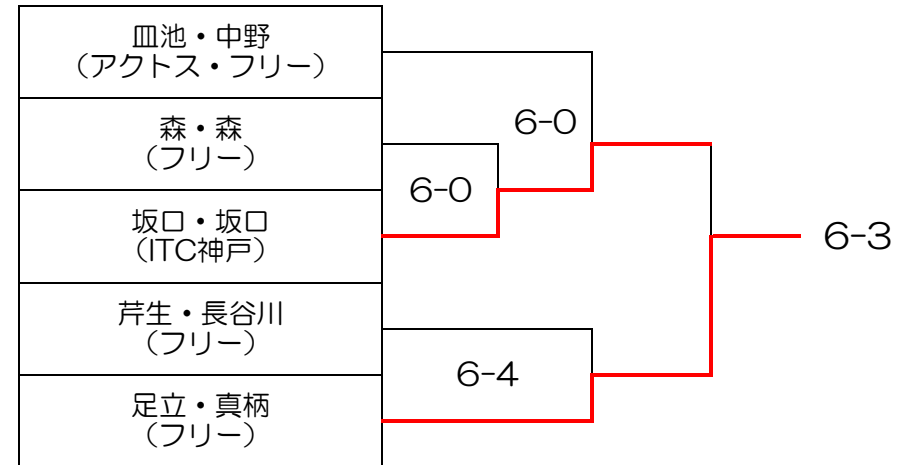 皿池・中野
（アクトス・フリー）
森・森
（フリー）
坂口・坂口
（ITC神戸）
芹生・長谷川
（フリー）
足立・真柄
（フリー）
6-0
6-0
6-4
6-3